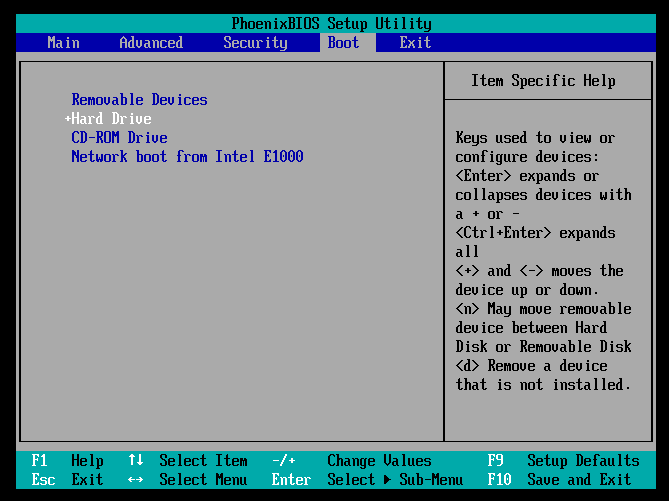 PhoenixBIOS Setup Utility
Main Advanced Security Boot Exit
Removable Devices
+Hard Drive
CD-ROM Drive
Network boot from Intel E1000
Item Specific Help
Keys used to view or
configure devices:
<Enter> expands or
collapses devices with
a + or -
<Ctrl+Enter> expands
all
<+> and <-> moves the
device up or down.
<n> May move removable
device between Hard
Disk or Removable Disk
<d> Remove a device
that is not installed.
F1 Help ↑↓ Select Item -/+ Change Values F9 Setup Defaults
Esc Exit ↔ Select Menu Enter Select ▶ Sub-Menu F10 Save and Exit